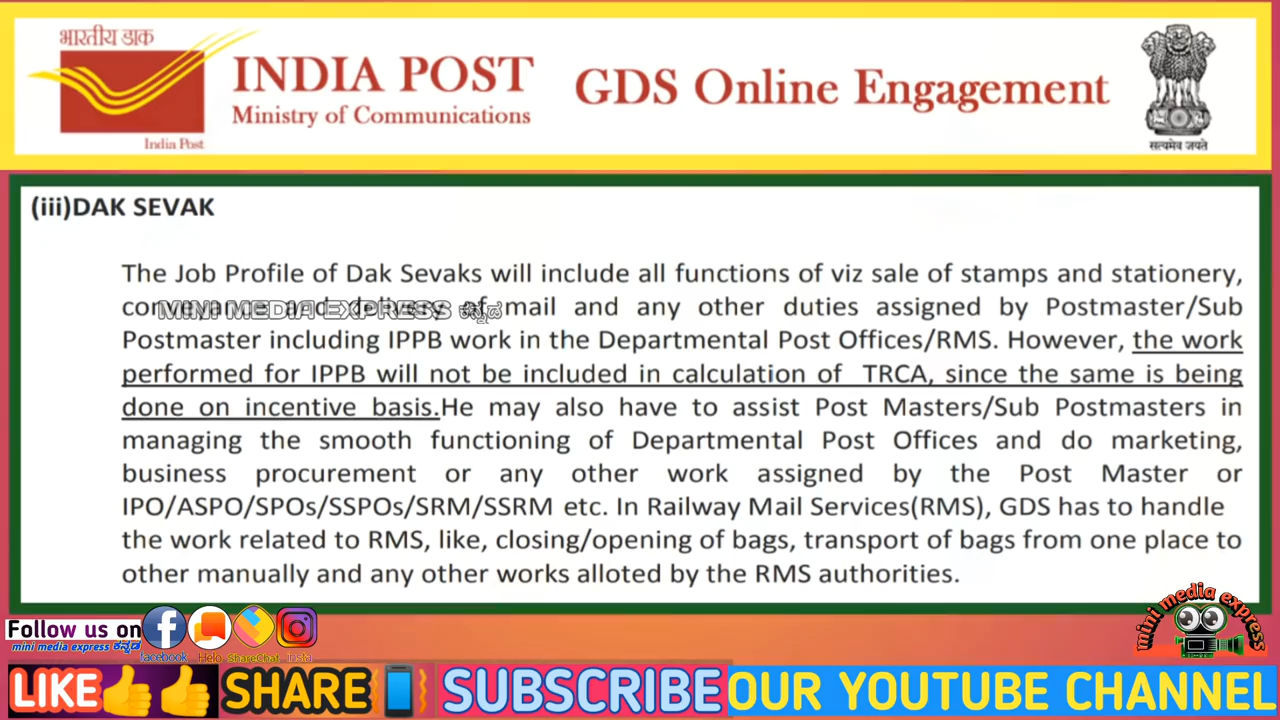 भारतीय डाक
India Post
INDIA POST
Ministry of Communications
GDS Online Engagement
सत्यमेव जयते
(iii)DAK SEVAK
The Job Profile of Dak Sevaks will include all functions of viz sale of stamps and stationery,
conveyance and delivery of mail and any other duties assigned by Postmaster/Sub
MINI MEDIA EXPRESS ಕನ್ನಡ
Postmaster including IPPB work in the Departmental Post Offices/RMS. However, the work
performed for IPPB will not be included in calculation of TRCA, since the same is being
done on incentive basis.He may also have to assist Post Masters/Sub Postmasters in
managing the smooth functioning of Departmental Post Offices and do marketing,
business procurement or any other work assigned by the Post Master or
IPO/ASPO/SPOs/SSPOs/SRM/SSRM etc. In Railway Mail Services(RMS), GDS has to handle
the work related to RMS, like, closing/opening of bags, transport of bags from one place to
other manually and any other works alloted by the RMS authorities.
Follow us on
mini media express ಕನ್ನಡ
facebook Helo ShareChat Insta
mini media express
LIKE SHARE SUBSCRIBE OUR YOUTUBE CHANNEL